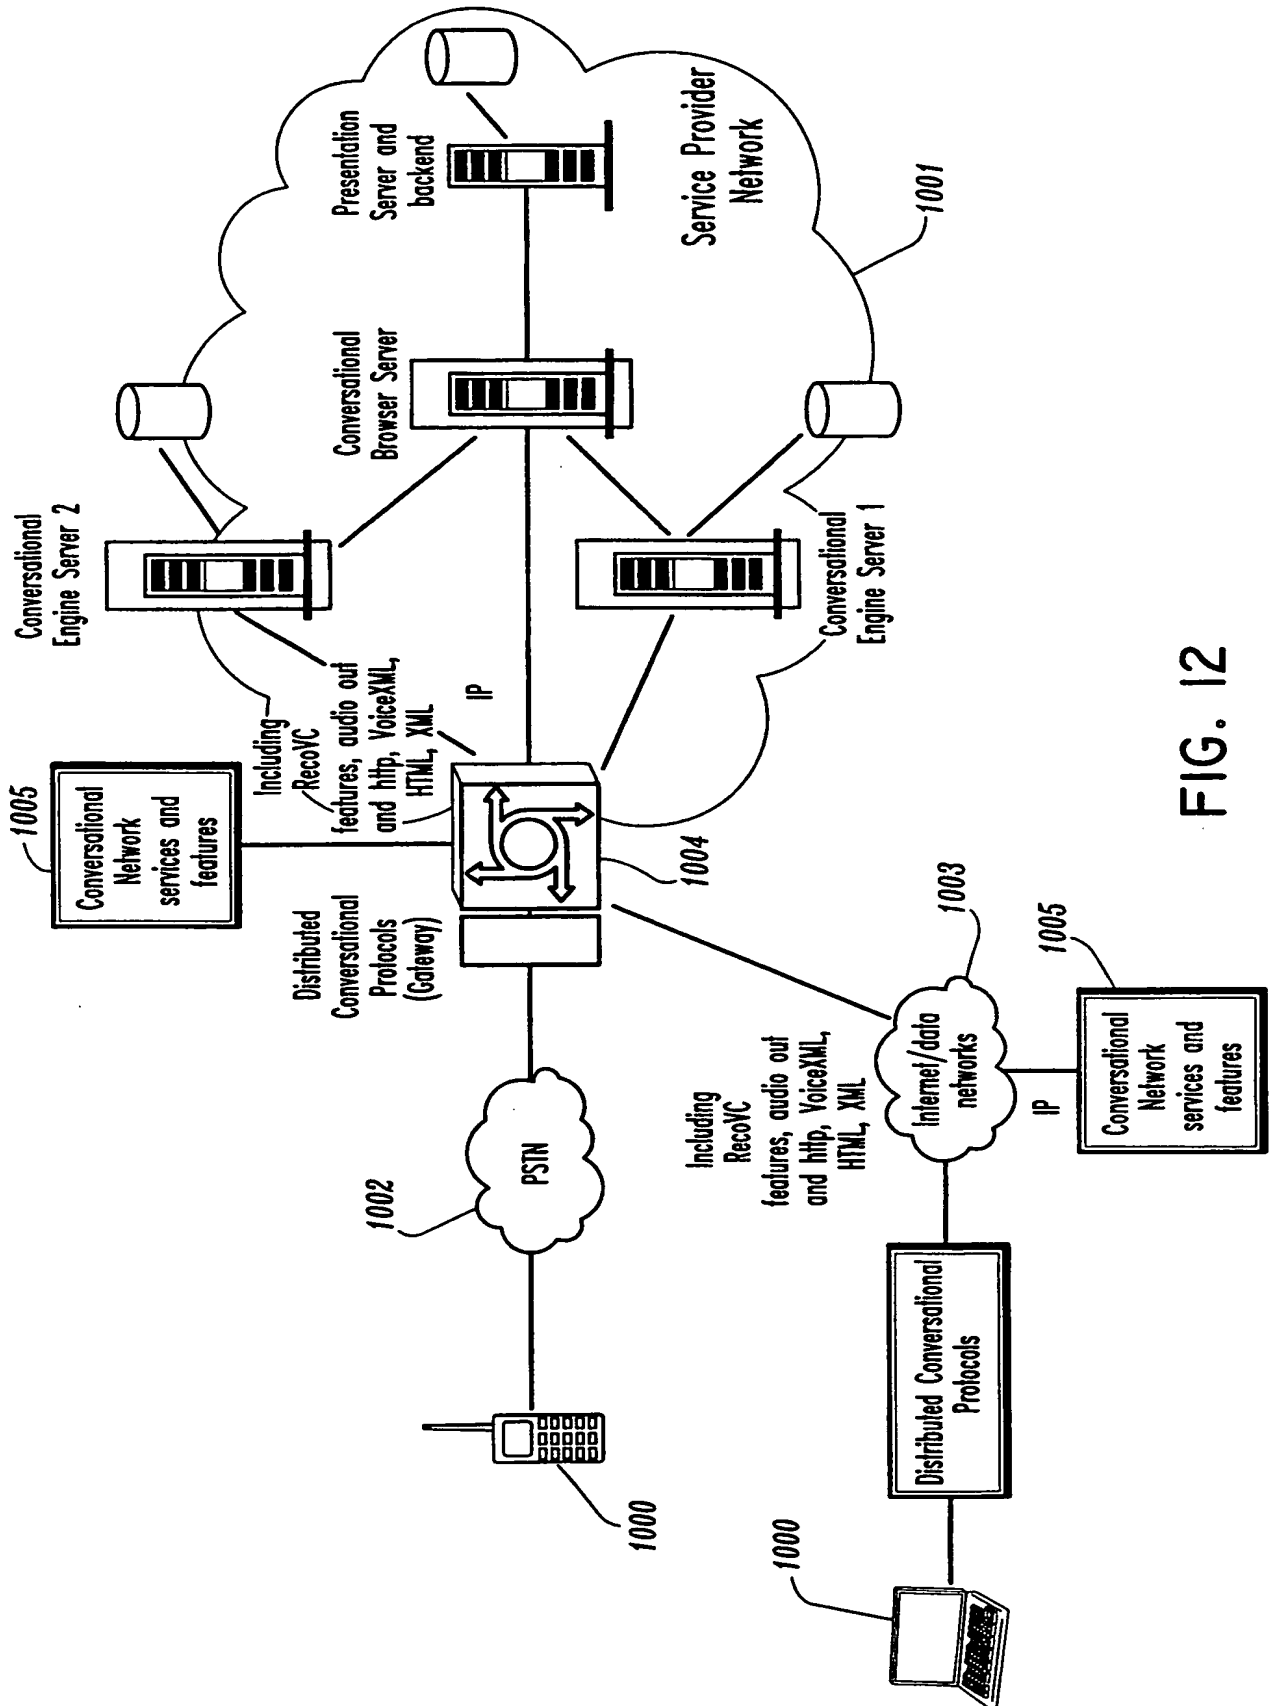 1005
Conversational
Network
services and
features
Conversational
Engine Server 2
Including
RecoVC
features, audio out
and http, VoiceXML,
HTML, XML
IP
Conversational
Browser Server
Presentation
Server and
backend
Service Provider
Network
1001
Conversational
Engine Server 1
Distributed
Conversational
Protocols
(Gateway)
1004
1002
PSTN
1000
1003
Internet/data
networks
Including
RecoVC
features, audio out
and http, VoiceXML,
HTML, XML
IP
1005
Conversational
Network
services and
features
Distributed Conversational
Protocols
1000
FIG. 12